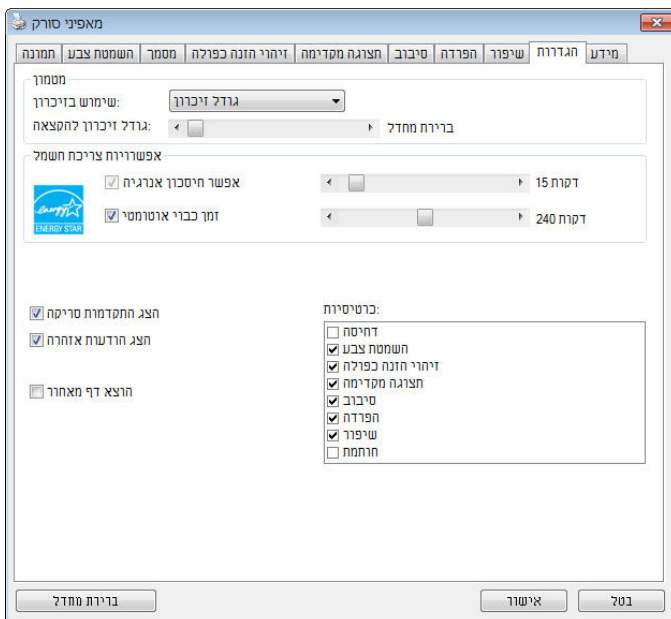 מאפיני סורק
תמונה
השמטת צבע
מסמך
זיהוי הזנה כפולה
תצוגה מקדימה
סיבוב
הפרדה
שיפור
הגדרות
מידע
מטמון
שימוש בזיכרון:
גודל זיכרון
גודל זיכרון להקצאה:
ברירת מחדל
אפשרויות צריכת חשמל
אפשר חיסכון אנרגיה
15 דקות
energy
ENERGY STAR
זמן כבוי אוטומטי
240 דקות
הצג התקדמות סריקה
הצג הודעות אזהרה
הוצא דף מאחור
כרטיסיות:
דחיסה
השמטת צבע
זיהוי הזנה כפולה
תצוגה מקדימה
סיבוב
הפרדה
שיפור
חותמת
ברירת מחדל
אישור
בטל